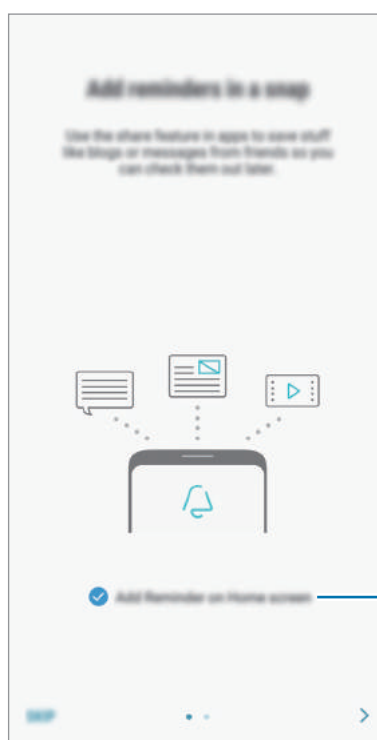 Add reminders in a snap
Use the share feature in apps to save stuff
like blogs or messages from friends so you
can check them out later.
Add Reminder on Home screen
SKIP